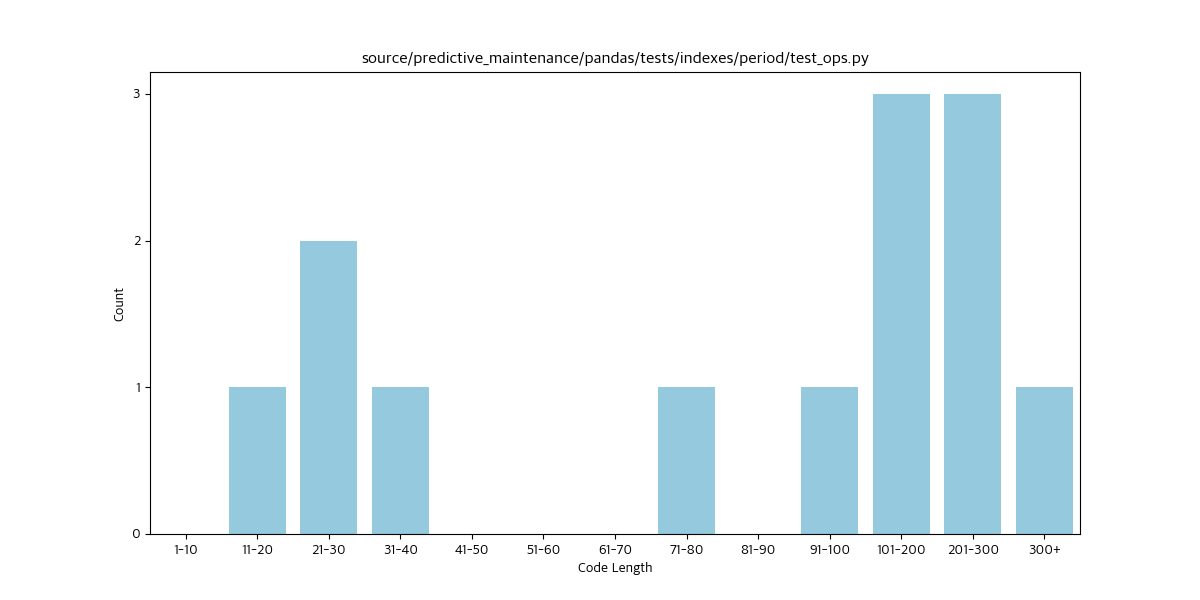 source/predictive_maintenance/pandas/tests/indexes/period/test_ops.py
3
2
1
0
Count
1-10 11-20 21-30 31-40 41-50 51-60 61-70 71-80 81-90 91-100 101-200 201-300 300+
Code Length